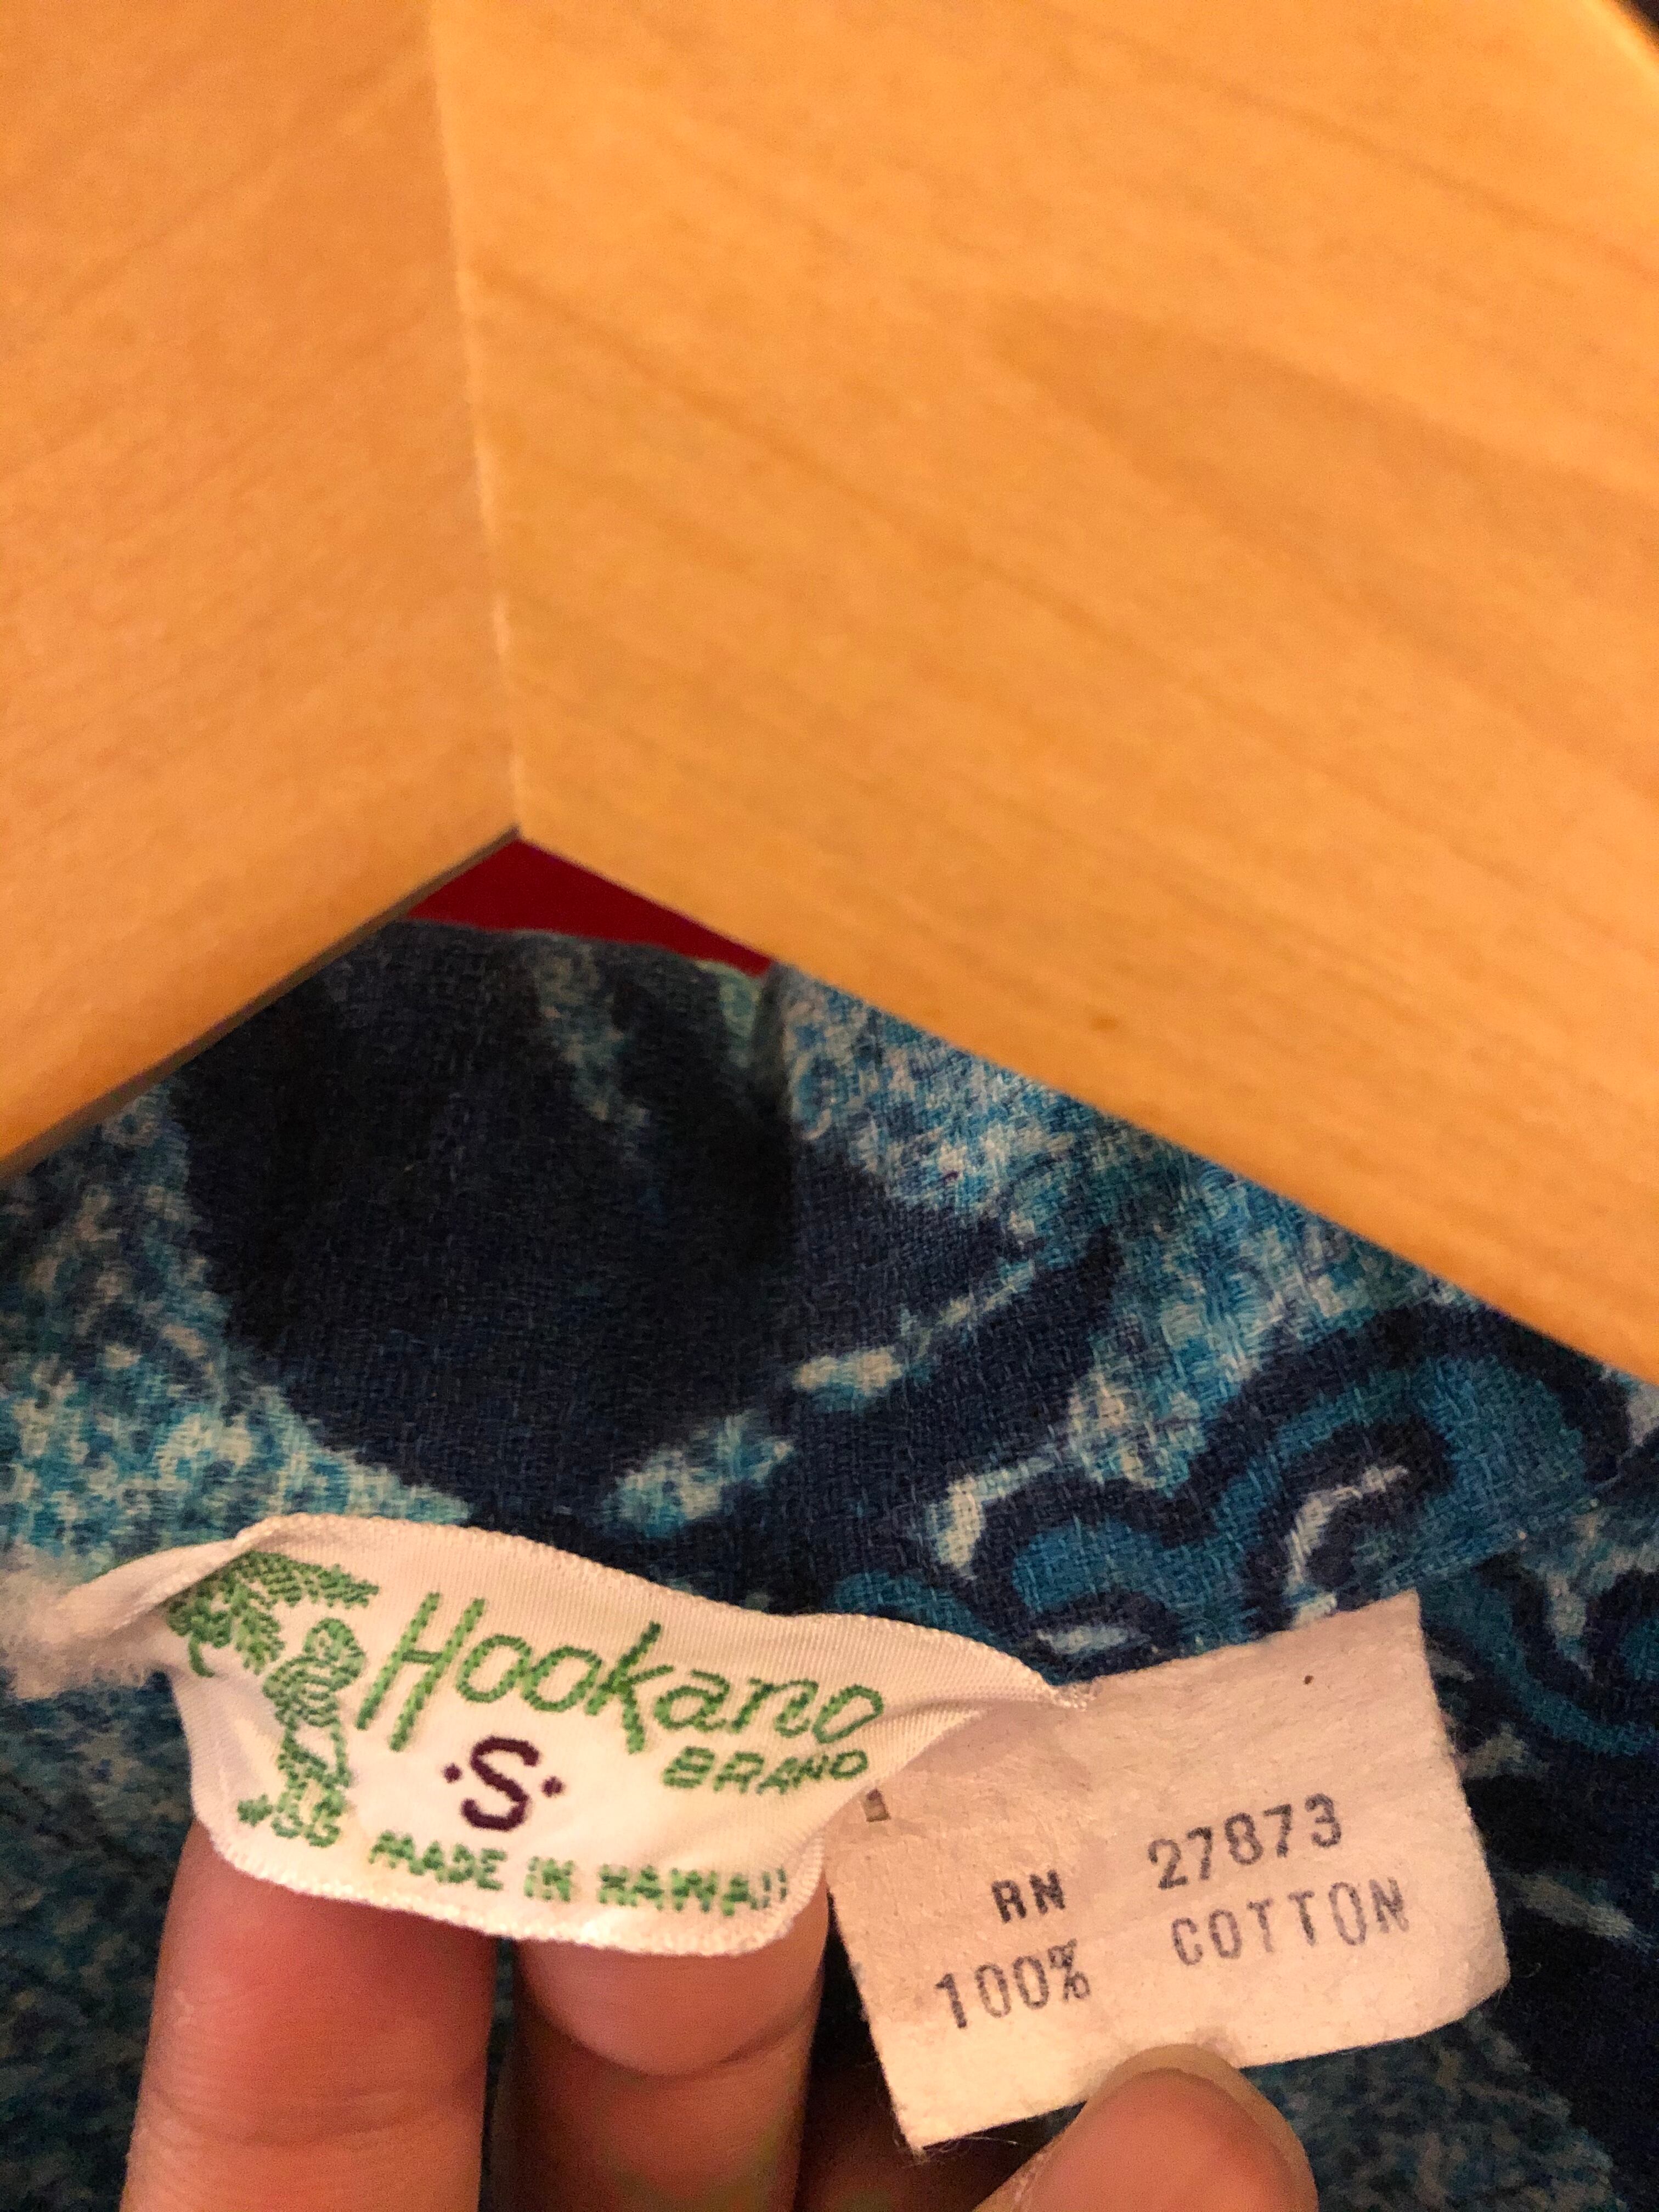 Hookano
BRAND
·S·
MADE IN HAWAII
RN 27873
100% COTTON